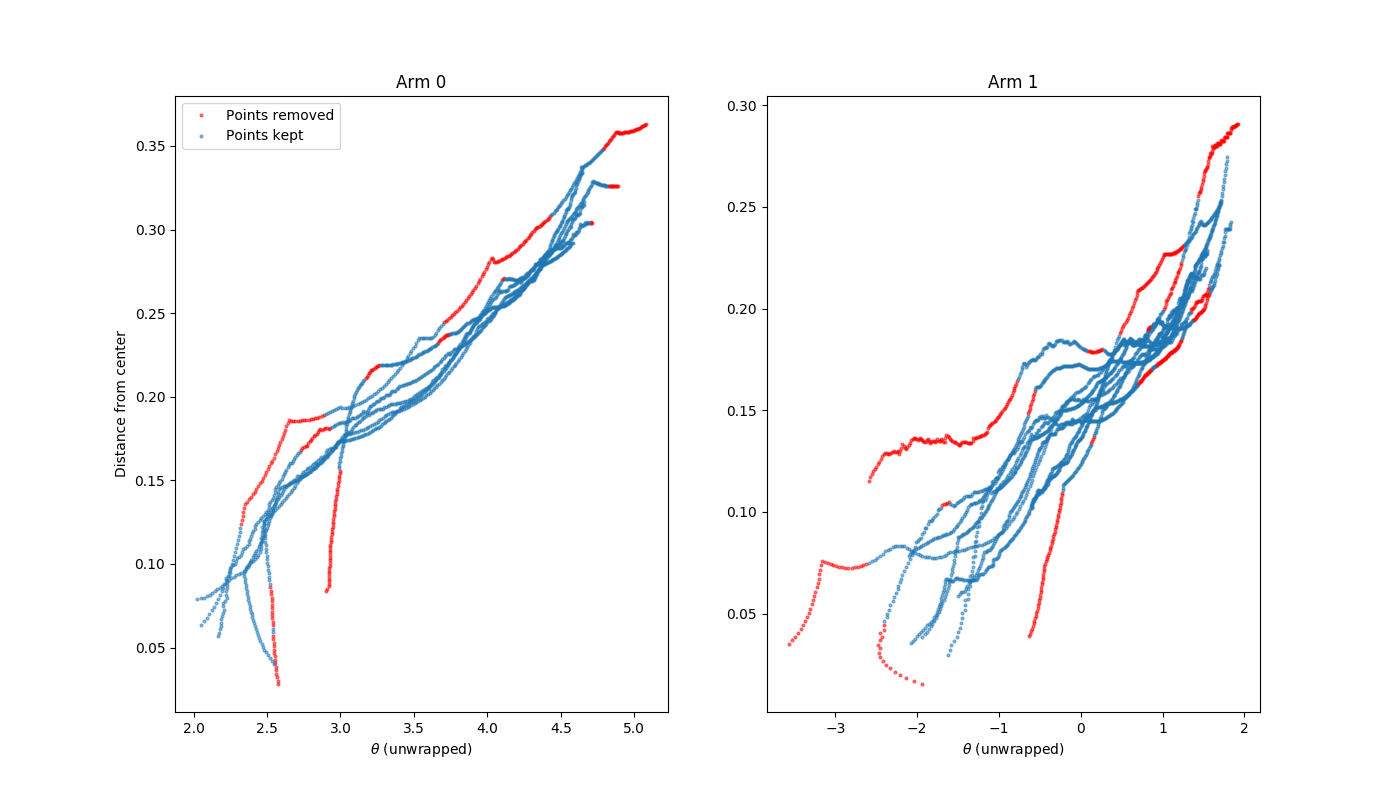 Arm 0
Points removed
Points kept
0.35
0.30
0.25
0.20
0.15
0.10
0.05
Distance from center
2.0 2.5 3.0 3.5 4.0 4.5 5.0
θ (unwrapped)
Arm 1
0.30
0.25
0.20
0.15
0.10
0.05
−3 −2 −1 0 1 2
θ (unwrapped)